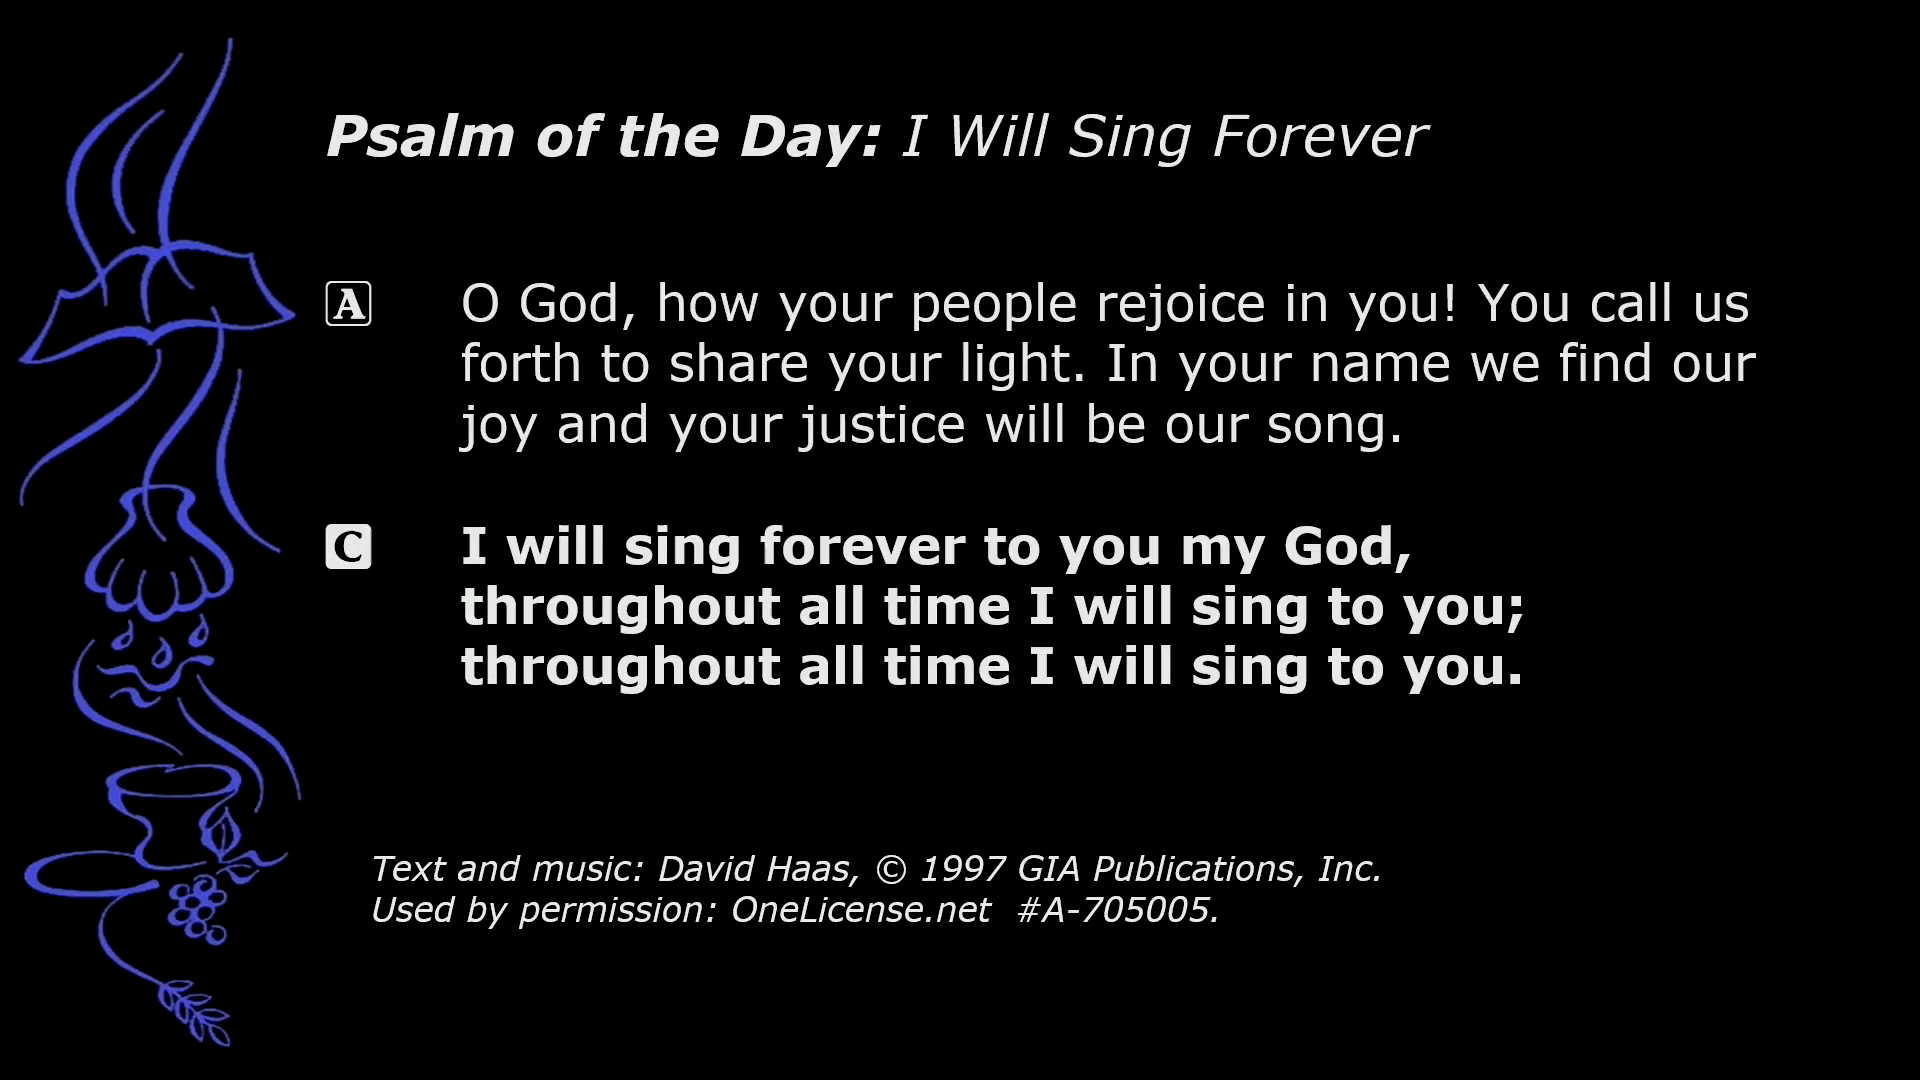 Psalm of the Day: I Will Sing Forever
A O God, how your people rejoice in you! You call us
forth to share your light. In your name we find our
joy and your justice will be our song.
C I will sing forever to you my God,
throughout all time I will sing to you;
throughout all time I will sing to you.
Text and music: David Haas, © 1997 GIA Publications, Inc.
Used by permission: OneLicense.net #A-705005.